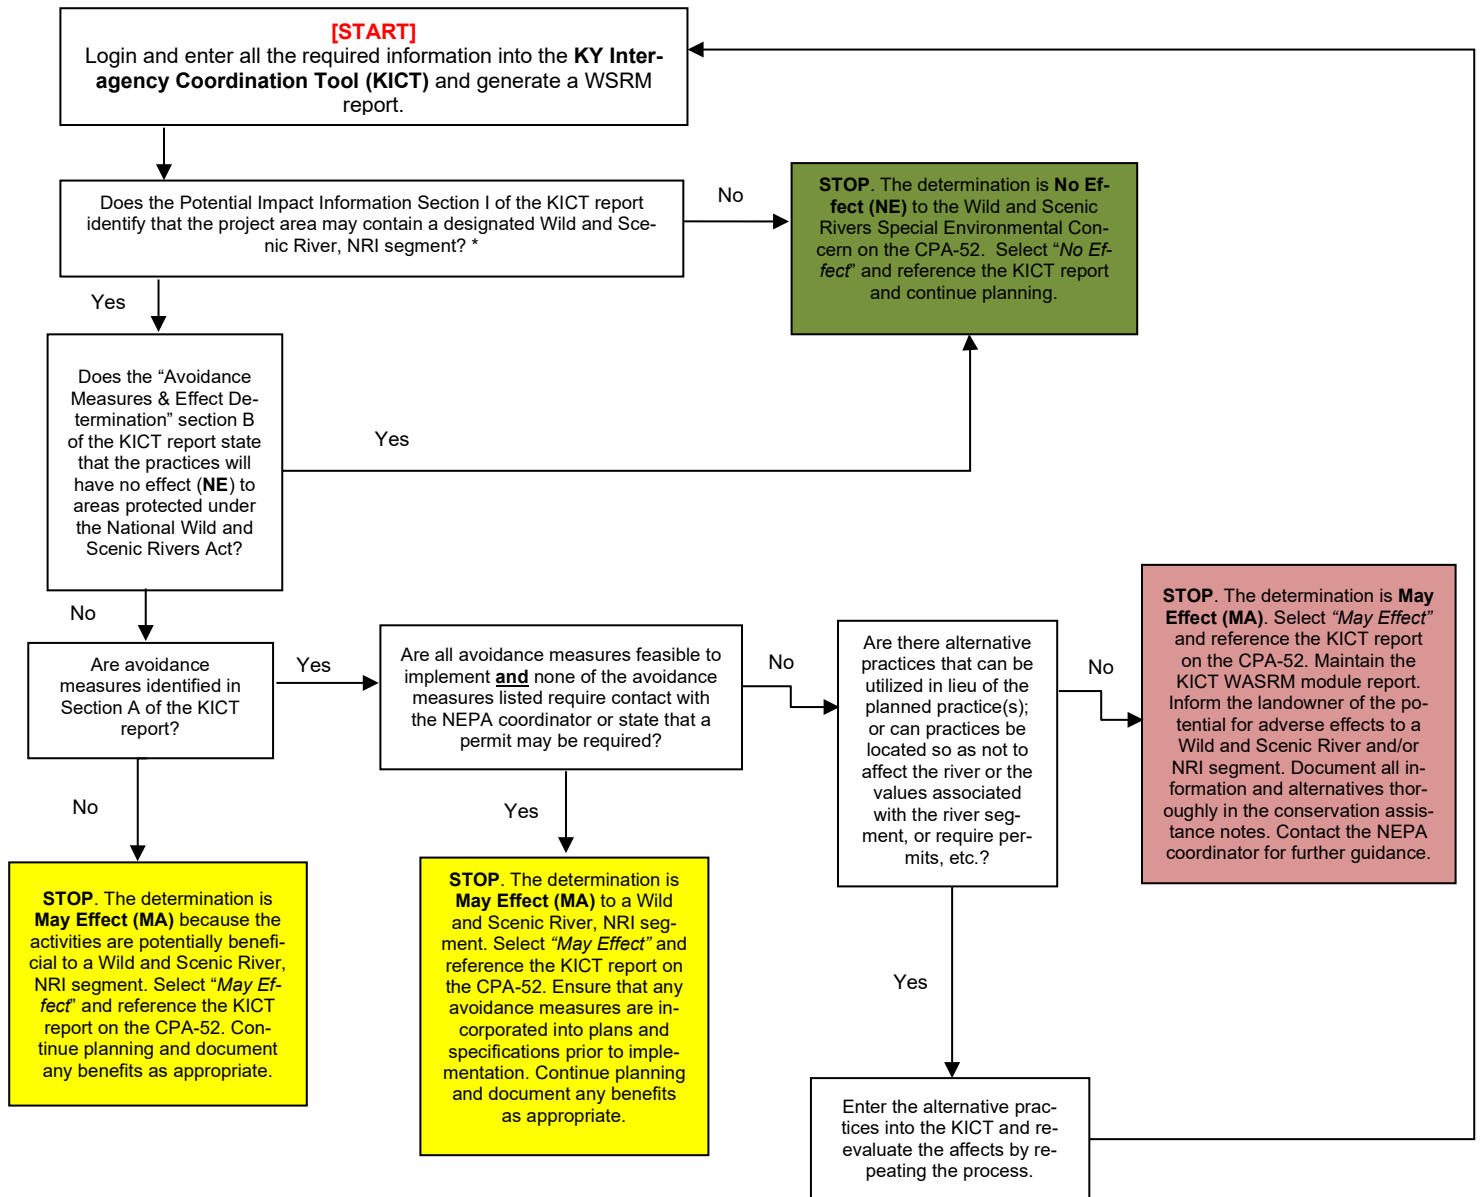 [START]
Login and enter all the required information into the KY Inter-
agency Coordination Tool (KICT) and generate a WSRM
report.
Does the Potential Impact Information Section I of the KICT report
identify that the project area may contain a designated Wild and Sce-
nic River, NRI segment? *
No
STOP. The determination is No Ef-
fect (NE) to the Wild and Scenic
Rivers Special Environmental Con-
cern on the CPA-52. Select “No Ef-
fect” and reference the KICT report
and continue planning.
Yes
Does the “Avoidance
Measures & Effect De-
termination” section B
of the KICT report state
that the practices will
have no effect (NE) to
areas protected under
the National Wild and
Scenic Rivers Act?
Yes
No
Are avoidance
measures identified in
Section A of the KICT
report?
Yes
Are all avoidance measures feasible to
implement and none of the avoidance
measures listed require contact with
the NEPA coordinator or state that a
permit may be required?
No
Are there alternative
practices that can be
utilized in lieu of the
planned practice(s);
or can practices be
located so as not to
affect the river or the
values associated
with the river seg-
ment, or require per-
mits, etc.?
No
STOP. The determination is May
Effect (MA). Select “May Effect”
and reference the KICT report
on the CPA-52. Maintain the
KICT WASRM module report.
Inform the landowner of the po-
tential for adverse effects to a
Wild and Scenic River and/or
NRI segment. Document all in-
formation and alternatives thor-
oughly in the conservation assis-
tance notes. Contact the NEPA
coordinator for further guidance.
No
STOP. The determination is
May Effect (MA) because the
activities are potentially benefi-
cial to a Wild and Scenic River,
NRI segment. Select “May Ef-
fect” and reference the KICT
report on the CPA-52. Con-
tinue planning and document
any benefits as appropriate.
Yes
STOP. The determination is
May Effect (MA) to a Wild
and Scenic River, NRI seg-
ment. Select “May Effect” and
reference the KICT report on
the CPA-52. Ensure that any
avoidance measures are in-
corporated into plans and
specifications prior to imple-
mentation. Continue planning
and document any benefits
as appropriate.
Yes
Enter the alternative prac-
tices into the KICT and re-
evaluate the affects by re-
peating the process.